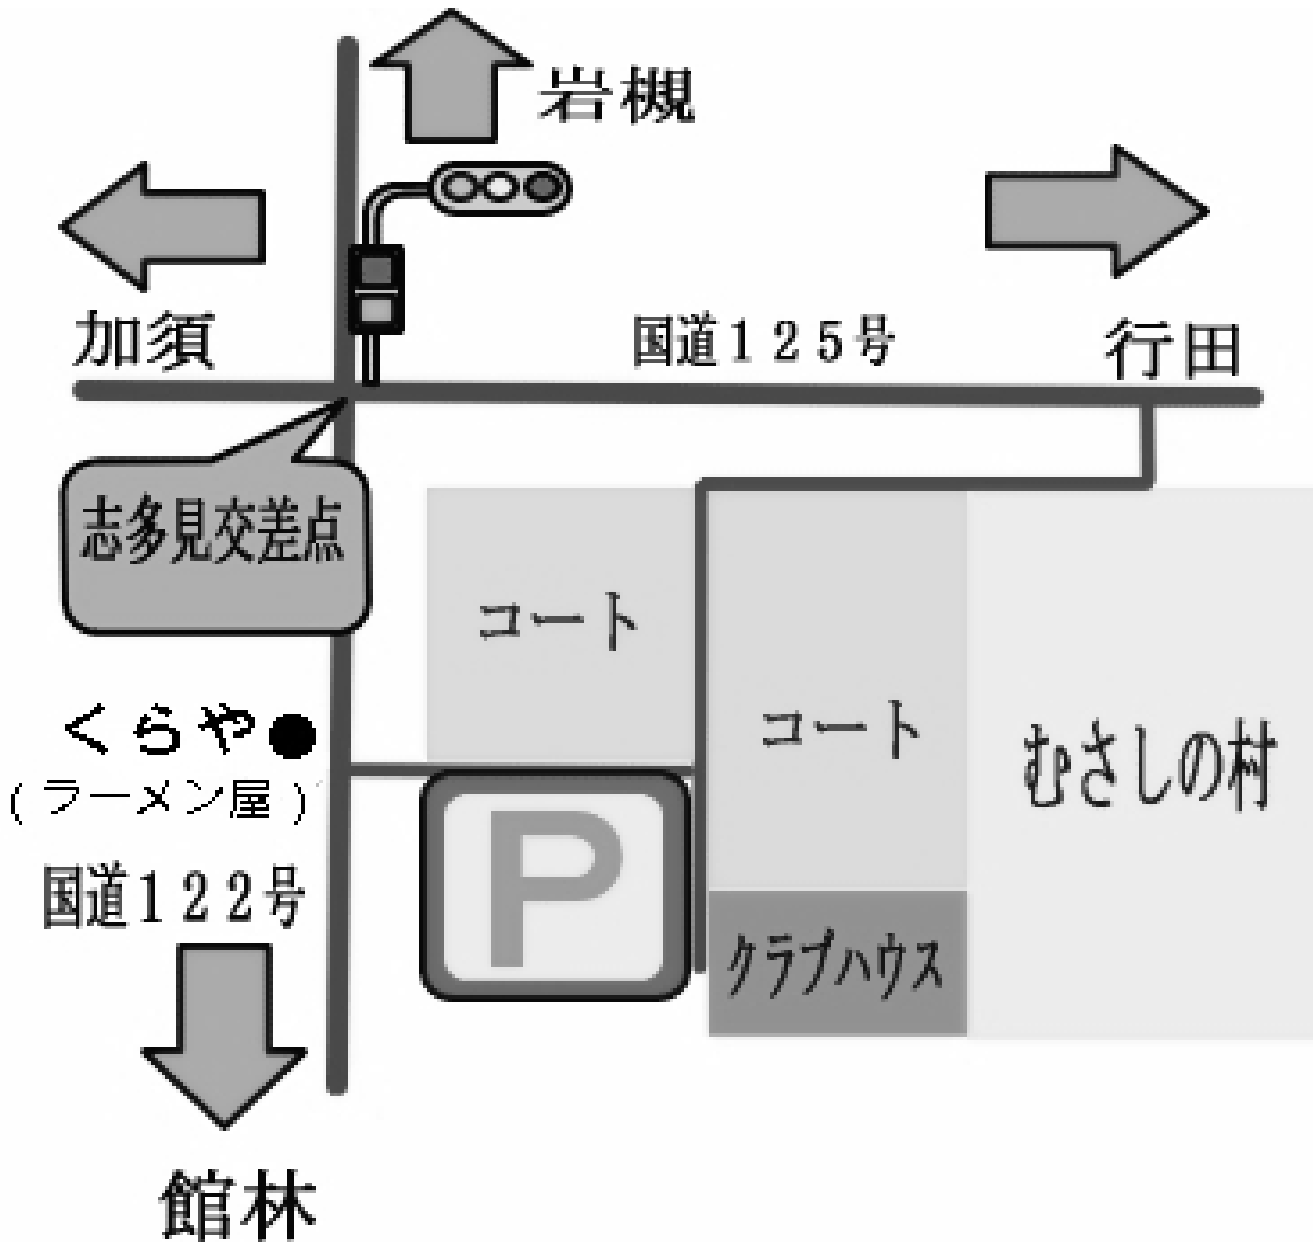 岩槻
加須
国道１２５号
行田
志多見交差点
コート
コート
くらや●
(ラーメン屋)
むさしの村
国道１２２号
P
クラブハウス
館林